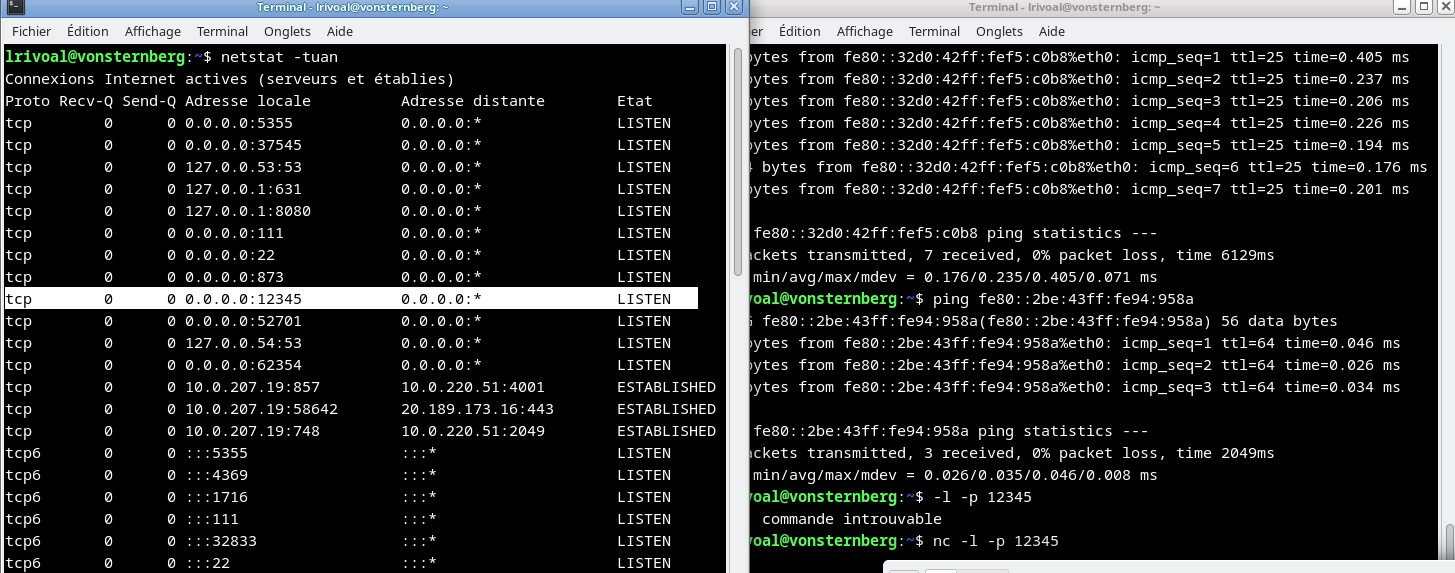 Terminal - lrivoal@vonsternberg: ~
Fichier Édition Affichage Terminal Onglets Aide
lrivoal@vonsternberg:~$ netstat -tuan
Connexions Internet actives (serveurs et établies)
Proto Recv-Q Send-Q Adresse locale Adresse distante Etat
tcp 0 0 0.0.0.0:5355 0.0.0.0:* LISTEN
tcp 0 0 0.0.0.0:37545 0.0.0.0:* LISTEN
tcp 0 0 127.0.0.53:53 0.0.0.0:* LISTEN
tcp 0 0 127.0.0.1:631 0.0.0.0:* LISTEN
tcp 0 0 127.0.0.1:8080 0.0.0.0:* LISTEN
tcp 0 0 0.0.0.0:111 0.0.0.0:* LISTEN
tcp 0 0 0.0.0.0:22 0.0.0.0:* LISTEN
tcp 0 0 0.0.0.0:873 0.0.0.0:* LISTEN
tcp 0 0 0.0.0.0:12345 0.0.0.0:* LISTEN
tcp 0 0 0.0.0.0:52701 0.0.0.0:* LISTEN
tcp 0 0 127.0.0.54:53 0.0.0.0:* LISTEN
tcp 0 0 0.0.0.0:62354 0.0.0.0:* LISTEN
tcp 0 0 10.0.207.19:857 10.0.220.51:4001 ESTABLISHED
tcp 0 0 10.0.207.19:58642 20.189.173.16:443 ESTABLISHED
tcp 0 0 10.0.207.19:748 10.0.220.51:2049 ESTABLISHED
tcp6 0 0 :::5355 :::* LISTEN
tcp6 0 0 :::4369 :::* LISTEN
tcp6 0 0 :::1716 :::* LISTEN
tcp6 0 0 :::111 :::* LISTEN
tcp6 0 0 :::32833 :::* LISTEN
tcp6 0 0 :::22 :::* LISTEN
Terminal - lrivoal@vonsternberg: ~
er Édition Affichage Terminal Onglets Aide
bytes from fe80::32d0:42ff:fef5:c0b8%eth0: icmp_seq=1 ttl=25 time=0.405 ms
bytes from fe80::32d0:42ff:fef5:c0b8%eth0: icmp_seq=2 ttl=25 time=0.237 ms
bytes from fe80::32d0:42ff:fef5:c0b8%eth0: icmp_seq=3 ttl=25 time=0.206 ms
bytes from fe80::32d0:42ff:fef5:c0b8%eth0: icmp_seq=4 ttl=25 time=0.226 ms
bytes from fe80::32d0:42ff:fef5:c0b8%eth0: icmp_seq=5 ttl=25 time=0.194 ms
bytes from fe80::32d0:42ff:fef5:c0b8%eth0: icmp_seq=6 ttl=25 time=0.176 ms
bytes from fe80::32d0:42ff:fef5:c0b8%eth0: icmp_seq=7 ttl=25 time=0.201 ms
fe80::32d0:42ff:fef5:c0b8 ping statistics ---
ackets transmitted, 7 received, 0% packet loss, time 6129ms
min/avg/max/mdev = 0.176/0.235/0.405/0.071 ms
voal@vonsternberg:~$ ping fe80::2be:43ff:fe94:958a
fe80::2be:43ff:fe94:958a(fe80::2be:43ff:fe94:958a) 56 data bytes
bytes from fe80::2be:43ff:fe94:958a%eth0: icmp_seq=1 ttl=64 time=0.046 ms
bytes from fe80::2be:43ff:fe94:958a%eth0: icmp_seq=2 ttl=64 time=0.026 ms
bytes from fe80::2be:43ff:fe94:958a%eth0: icmp_seq=3 ttl=64 time=0.034 ms
fe80::2be:43ff:fe94:958a ping statistics ---
ackets transmitted, 3 received, 0% packet loss, time 2049ms
min/avg/max/mdev = 0.026/0.035/0.046/0.008 ms
voal@vonsternberg:~$ -l -p 12345
commande introuvable
voal@vonsternberg:~$ nc -l -p 12345